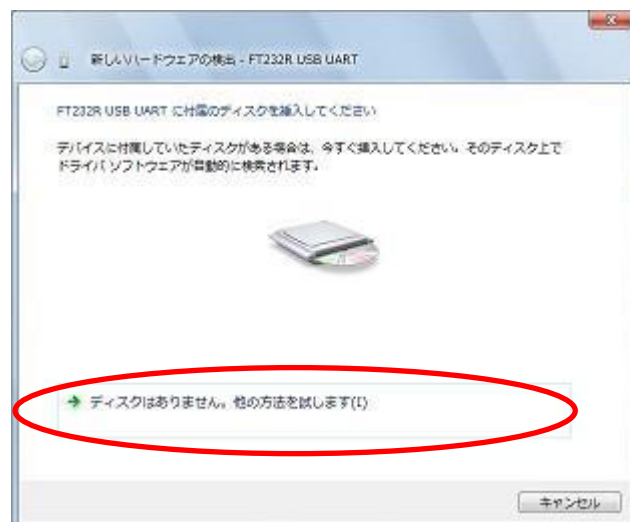 新しいハードウェアの検出 - FT232R USB UART
FT232R USB UART に付属のディスクを挿入してください
デバイスに付属していたディスクがある場合は、今すぐ挿入してください。そのディスク上で
ドライバ ソフトウェアが自動的に検索されます。
ディスクはありません。他の方法を試します(I)
キャンセル